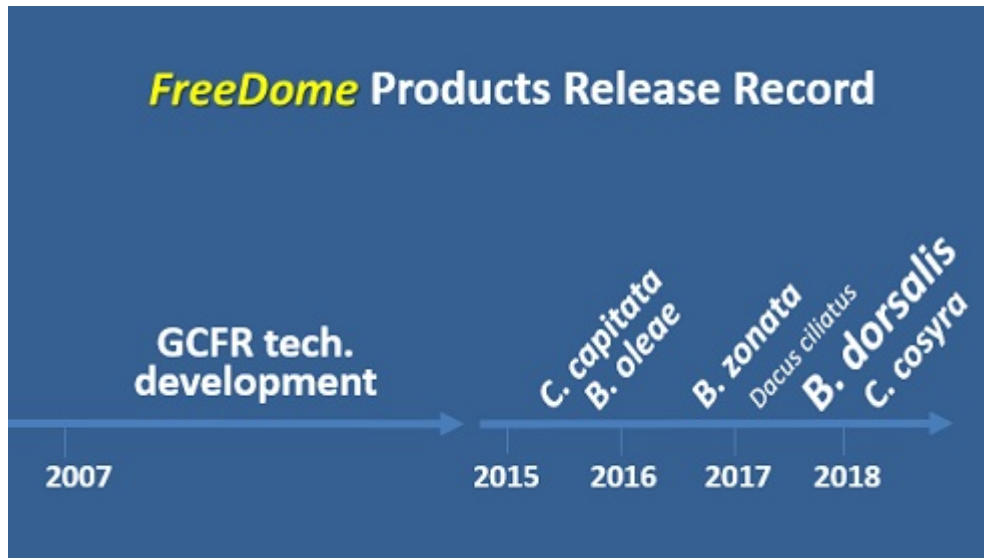 FreeDome Products Release Record
GCFR tech.
development
C. capitata
B. oleae
B. zonata
Dacus ciliatus
B. dorsalis
C. cosyra
2007
2015
2016
2017
2018